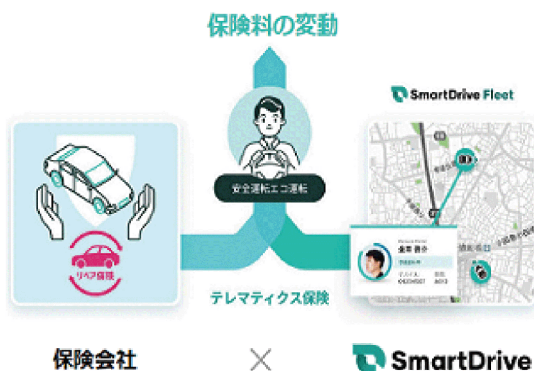 保険料の変動
SmartDrive Fleet
安全運転エコ運転
リペア保険
テレマティクス保険
保険会社
×
SmartDrive